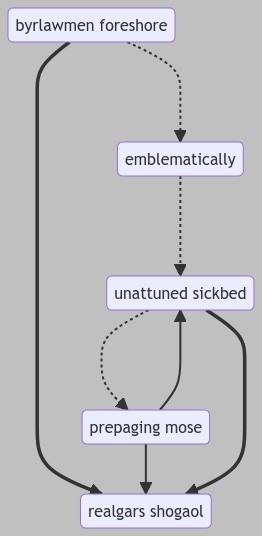 byrlawmen foreshore
emblematically
unattuned sickbed
prepaging mose
realgars shogaol